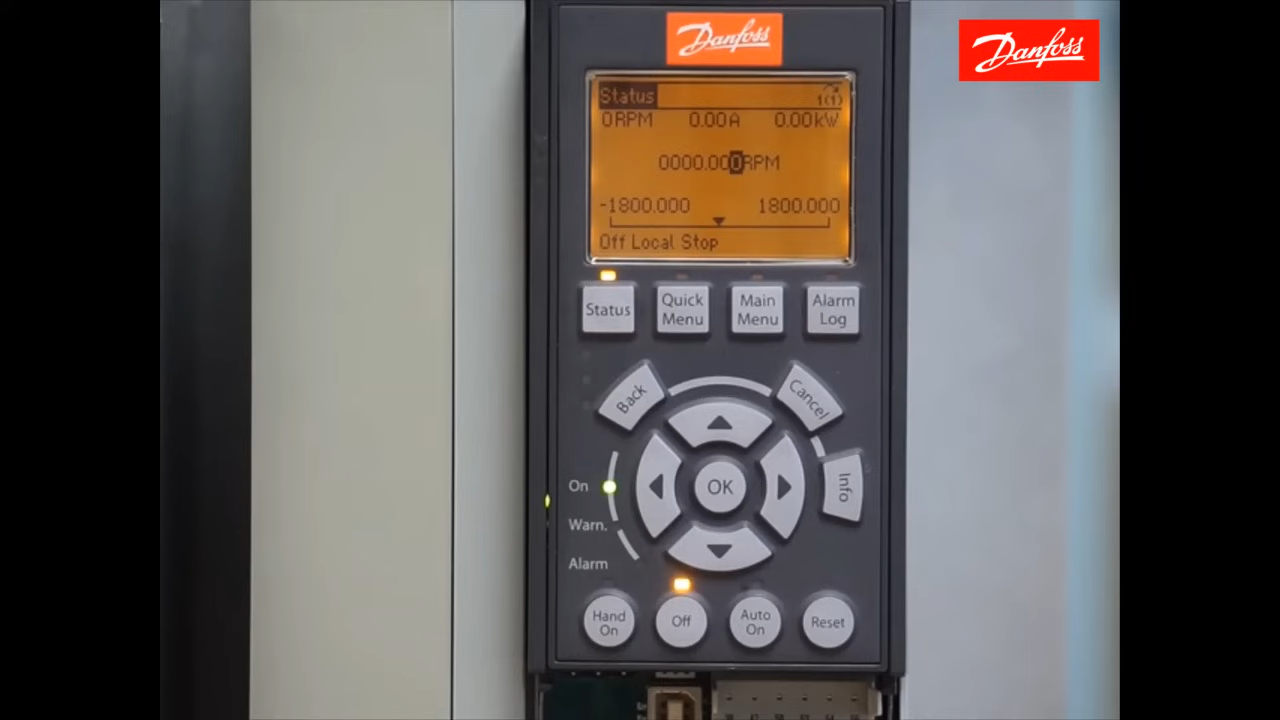 Danfoss
Danfoss
Status 1(1)
0RPM 0.00A 0.00kW
0000.000RPM
-1800.000 1800.000
Off Local Stop
Status
Quick Menu
Main Menu
Alarm Log
Back
Cancel
OK
Info
On
Warn.
Alarm
Hand On
Off
Auto On
Reset